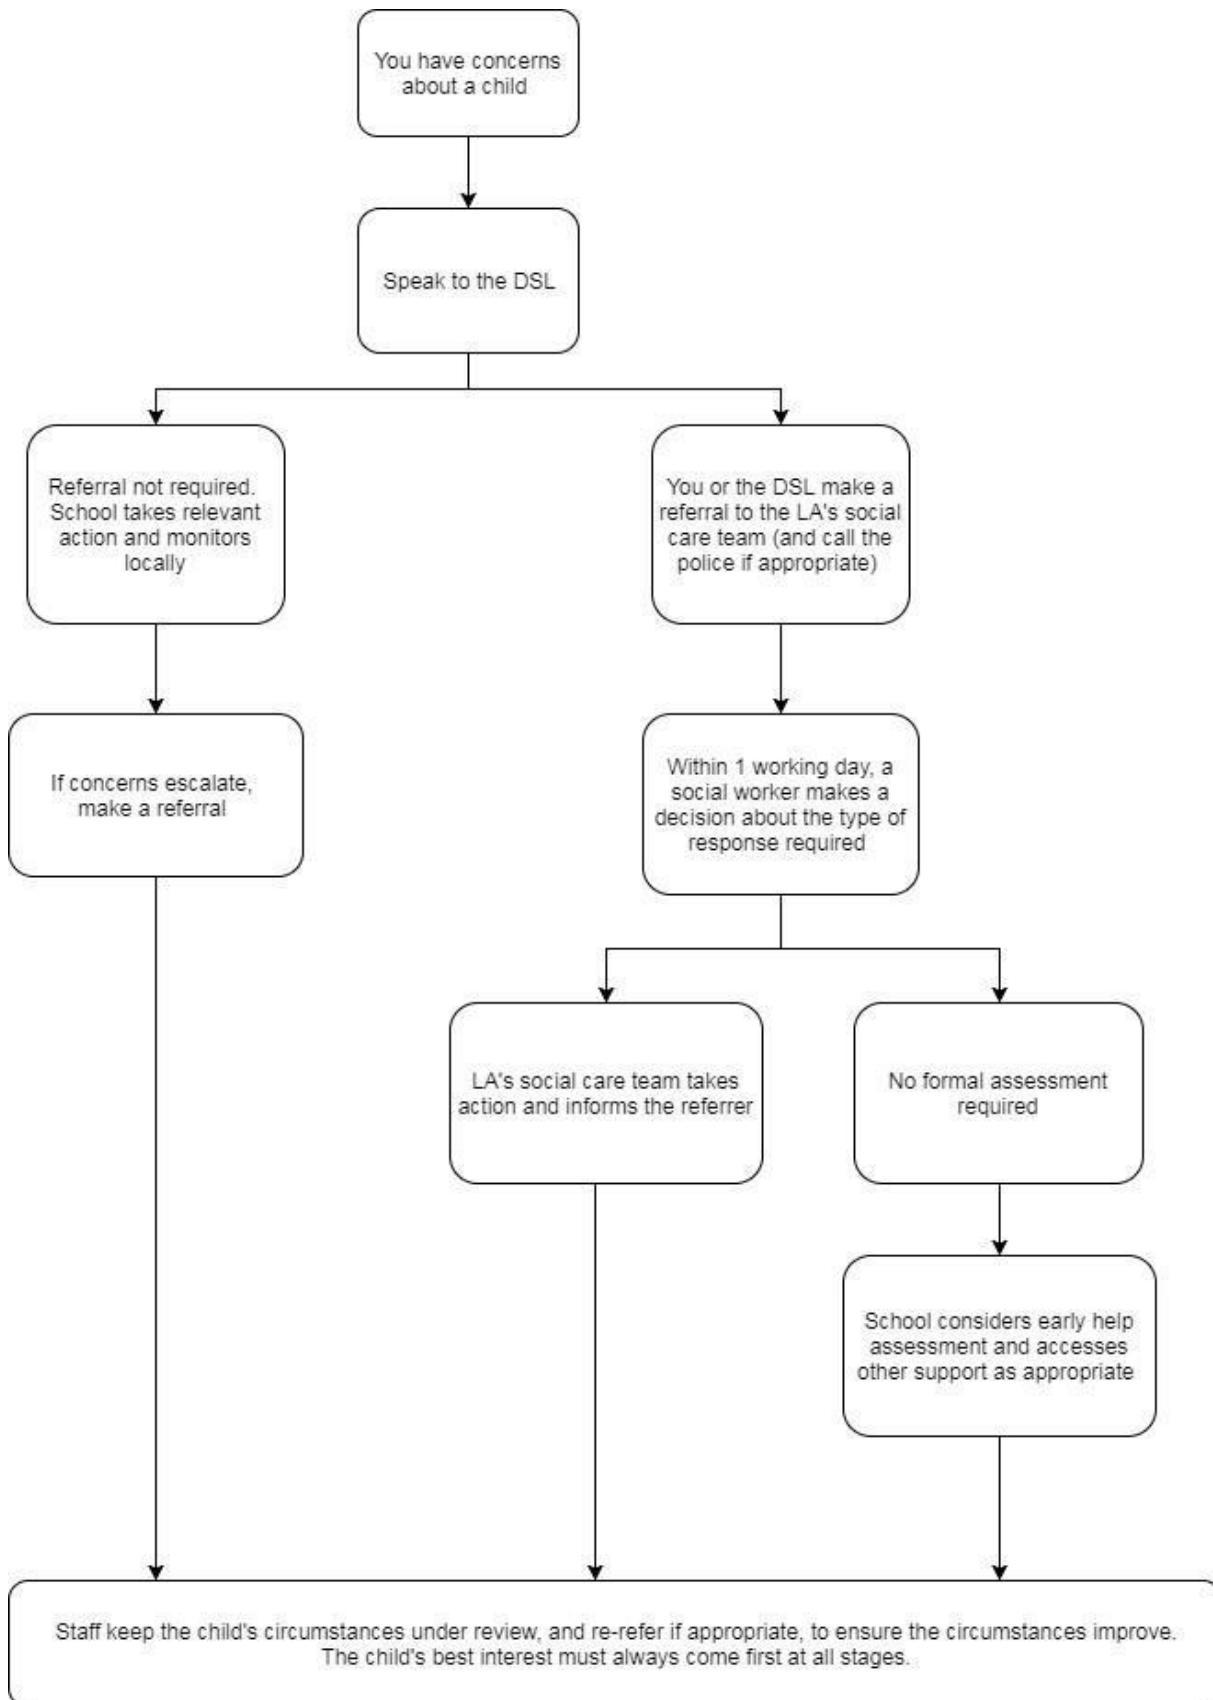 You have concerns
about a child
Speak to the DSL
Referral not required.
School takes relevant
action and monitors
locally
You or the DSL make a
referral to the LA's social
care team (and call the
police if appropriate)
If concerns escalate,
make a referral
Within 1 working day, a
social worker makes a
decision about the type of
response required
LA's social care team takes
action and informs the referrer
No formal assessment
required
School considers early help
assessment and accesses
other support as appropriate
Staff keep the child's circumstances under review, and re-refer if appropriate, to ensure the circumstances improve.
The child's best interest must always come first at all stages.